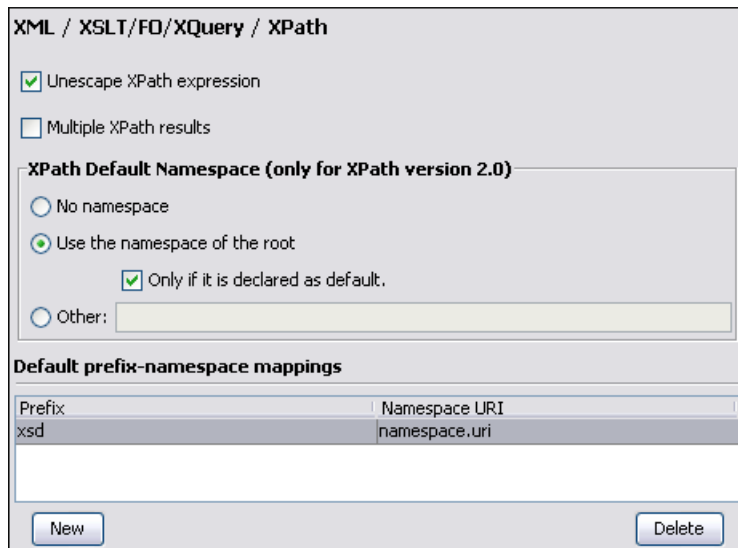 XML / XSLT/FO/XQuery / XPath
Unescape XPath expression
Multiple XPath results
XPath Default Namespace (only for XPath version 2.0)
No namespace
Use the namespace of the root
Only if it is declared as default.
Other:
Default prefix-namespace mappings
Prefix Namespace URI
xsd namespace.uri
New Delete